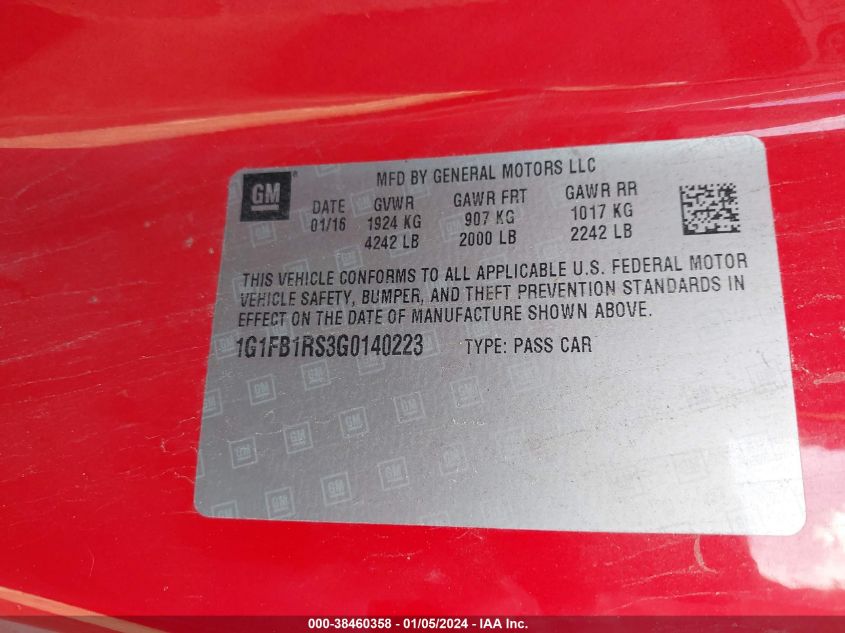 GM
MFD BY GENERAL MOTORS LLC
DATE GVWR GAWR FRT GAWR RR
01/16 1924 KG 907 KG 1017 KG
4242 LB 2000 LB 2242 LB
THIS VEHICLE CONFORMS TO ALL APPLICABLE U.S. FEDERAL MOTOR
VEHICLE SAFETY, BUMPER, AND THEFT PREVENTION STANDARDS IN
EFFECT ON THE DATE OF MANUFACTURE SHOWN ABOVE.
1G1FB1RS3G0140223 TYPE: PASS CAR
000-38460358 - 01/05/2024 - IAA Inc.